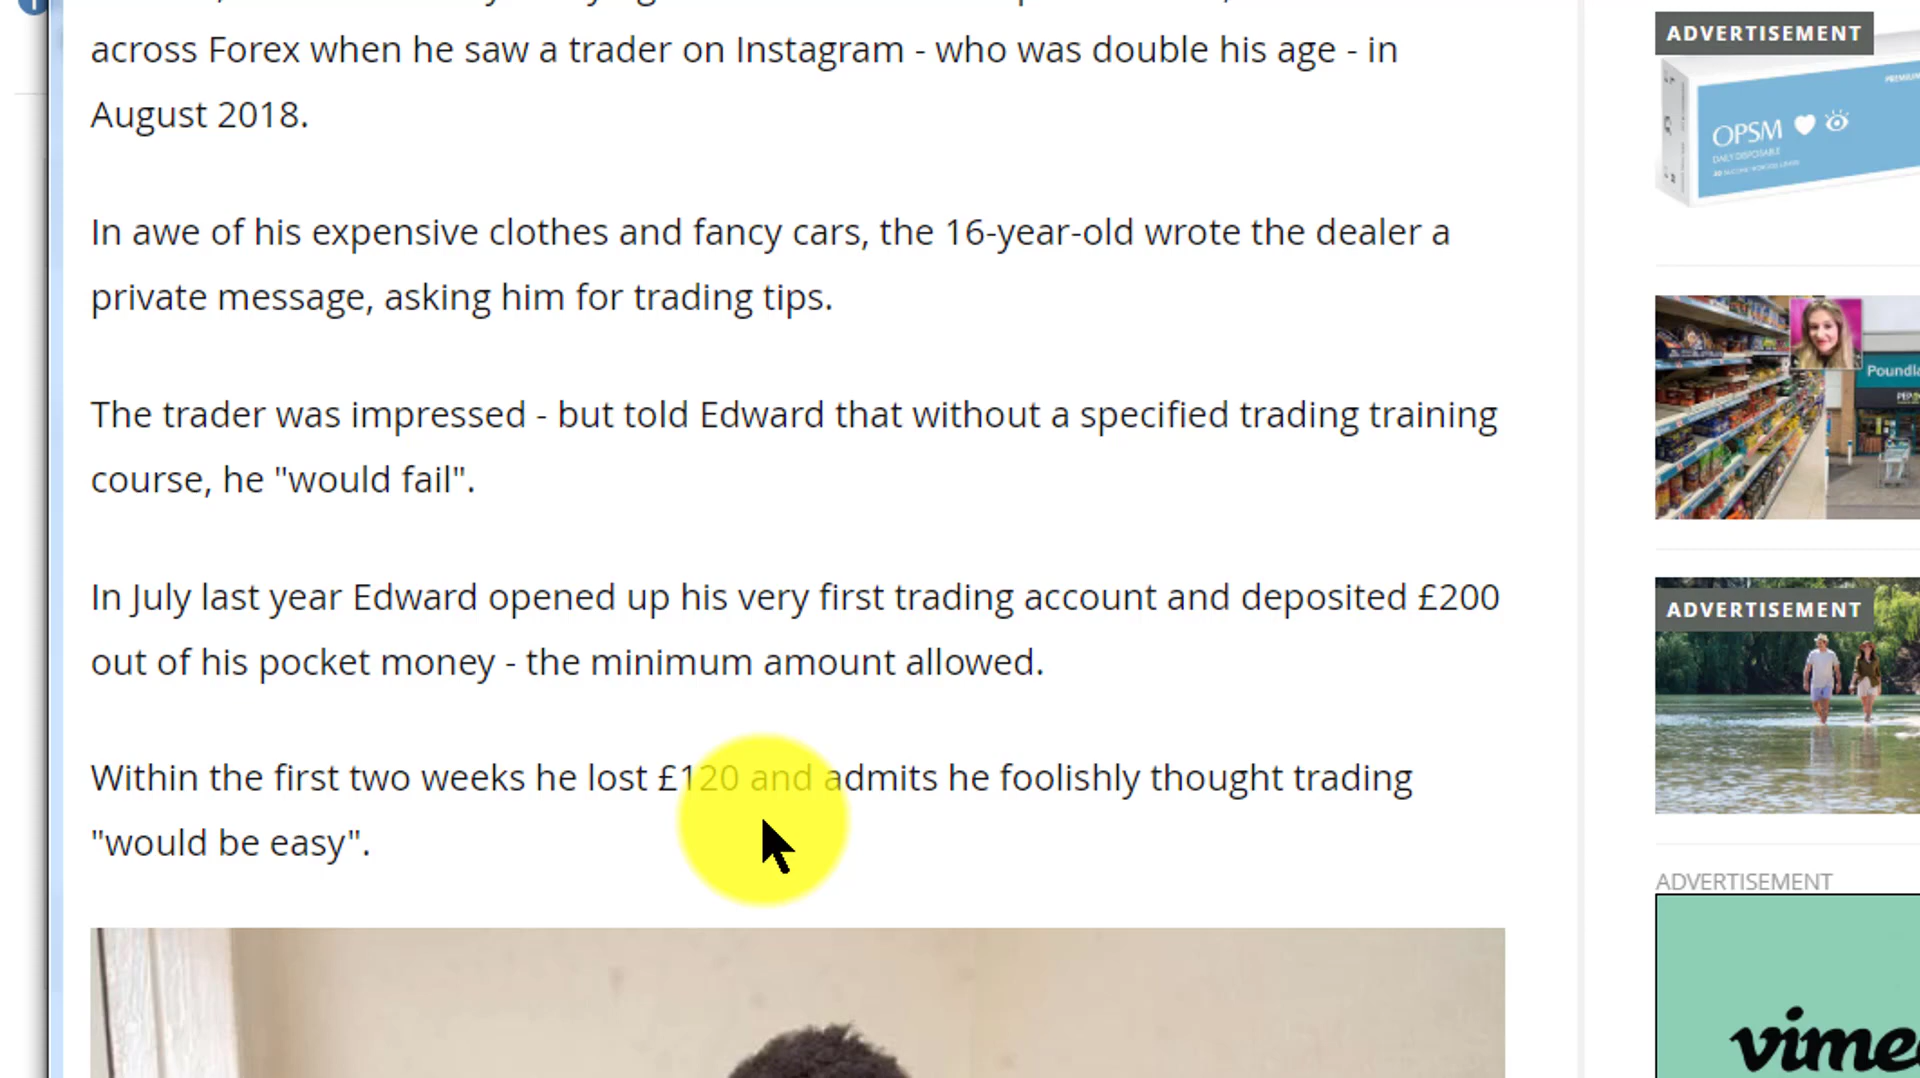 across Forex when he saw a trader on Instagram - who was double his age - in
August 2018.
In awe of his expensive clothes and fancy cars, the 16-year-old wrote the dealer a
private message, asking him for trading tips.
The trader was impressed - but told Edward that without a specified trading training
course, he "would fail".
In July last year Edward opened up his very first trading account and deposited £200
out of his pocket money - the minimum amount allowed.
Within the first two weeks he lost £120 and admits he foolishly thought trading
"would be easy".
ADVERTISEMENT
OPSM
DAILY DISPOSABLE
ADVERTISEMENT
ADVERTISEMENT